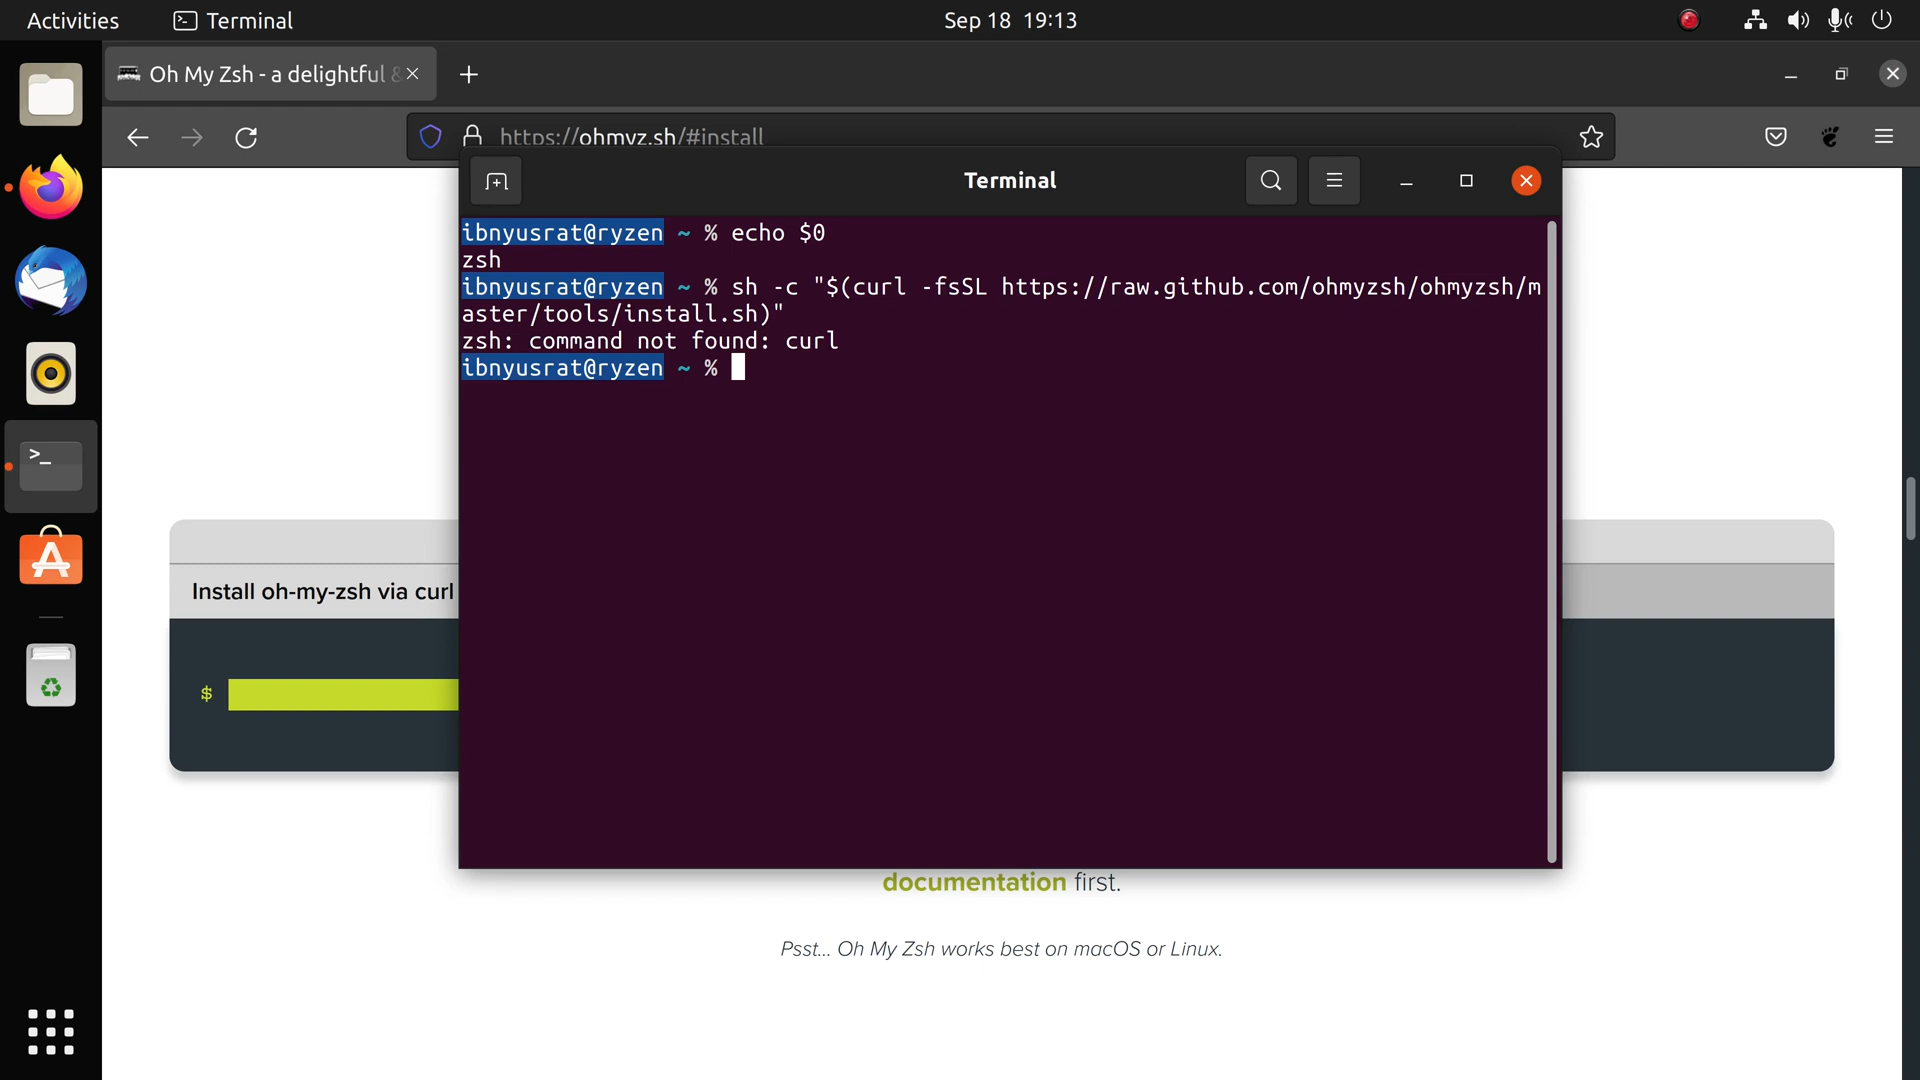 Activities
Terminal
Sep 18 19:13
Oh My Zsh - a delightful &
https://ohmyz.sh/#install
Terminal
ibnyusrat@ryzen ~ % echo $0
zsh
ibnyusrat@ryzen ~ % sh -c "$(curl -fsSL https://raw.github.com/ohmyzsh/ohmyzsh/m
aster/tools/install.sh)"
zsh: command not found: curl
ibnyusrat@ryzen ~ %
>_
Install oh-my-zsh via curl
$
documentation first.
Psst... Oh My Zsh works best on macOS or Linux.